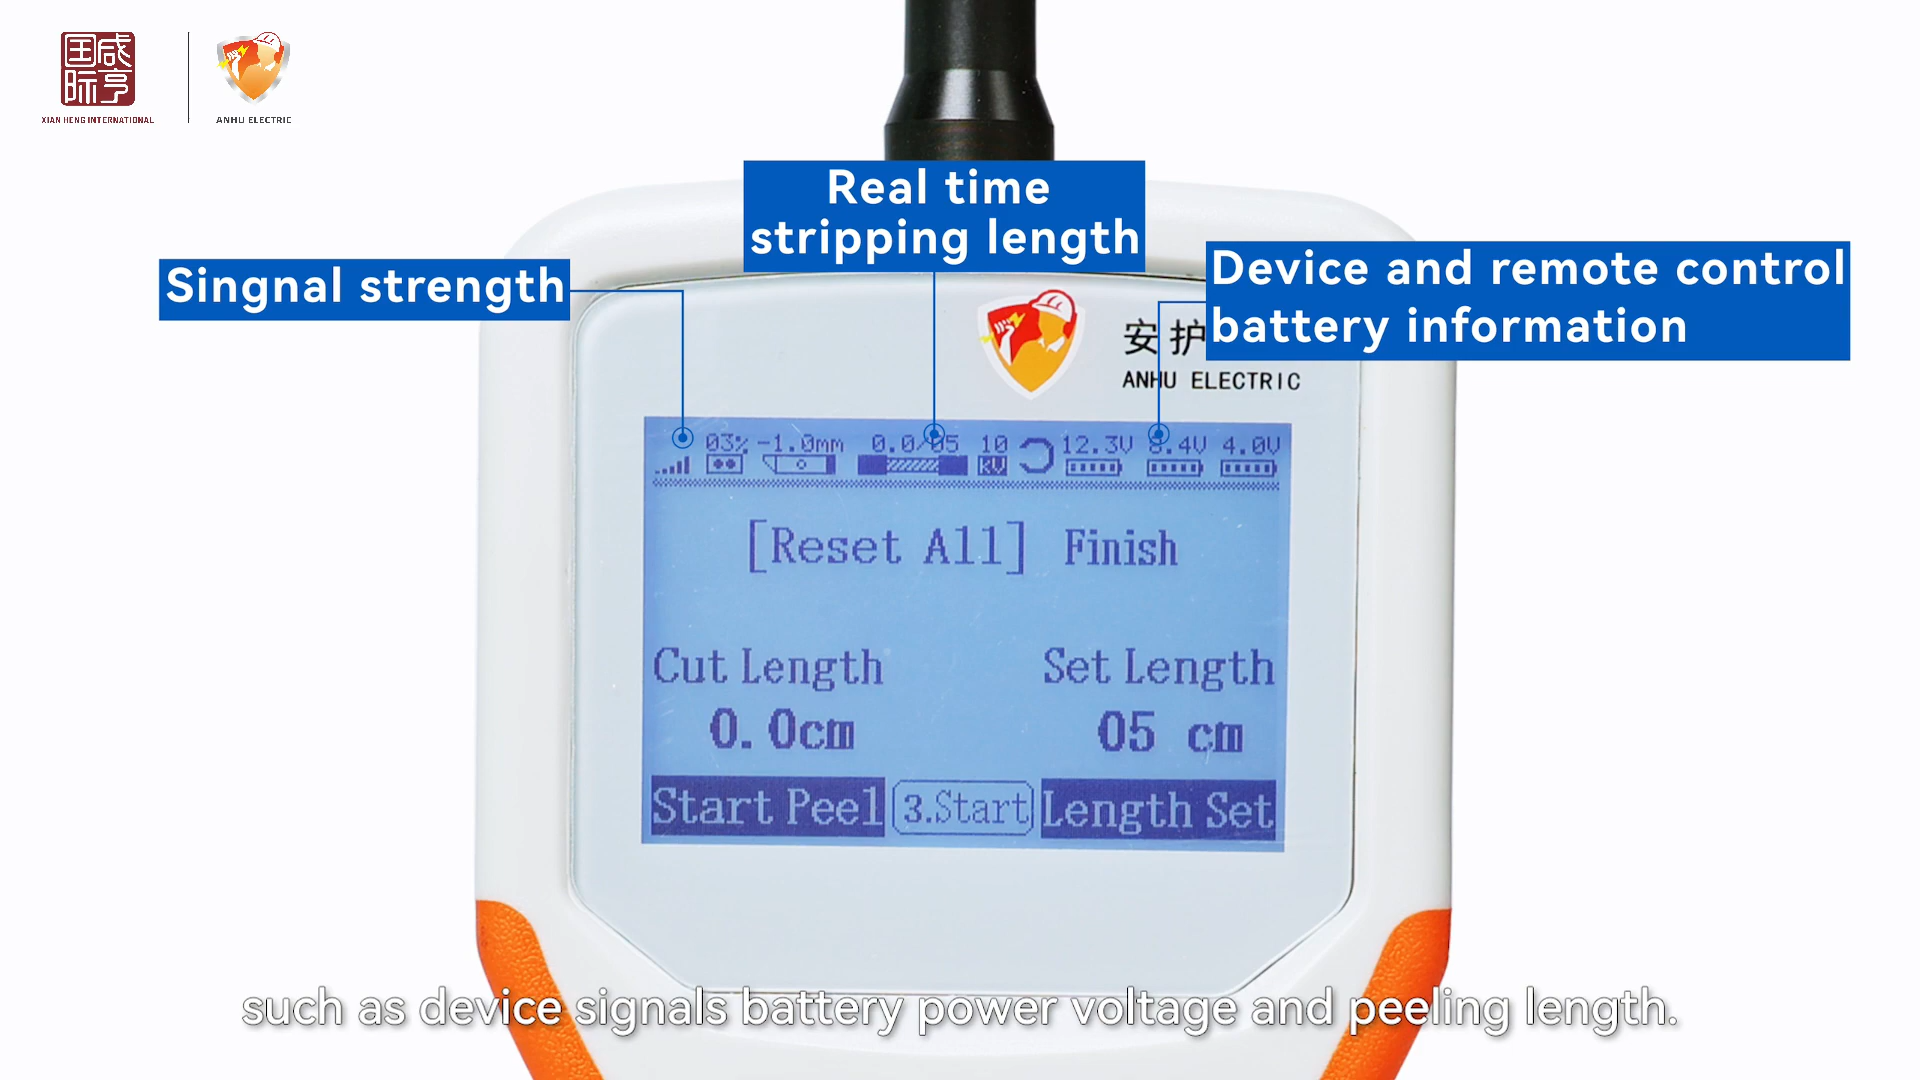 国咸
际亨
XIAN HENG INTERNATIONAL
ANHU ELECTRIC
Real time
stripping length
Singnal strength
Device and remote control
battery information
安护
ANHU ELECTRIC
03% -1.0mm 0.0/05 10 12.3V 8.4V 4.0V
KV
[Reset All] Finish
Cut Length Set Length
0.0cm 05 cm
Start Peel 3.Start Length Set
such as device signals battery power voltage and peeling length.